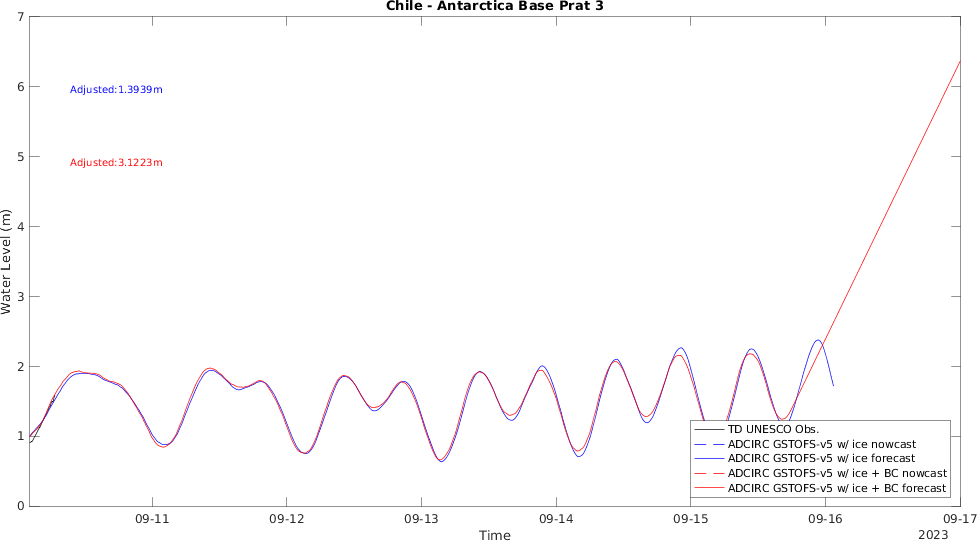 Chile - Antarctica Base Prat 3
7
6
5
4
3
2
1
0
Water Level (m)
Adjusted:1.3939m
Adjusted:3.1223m
TD UNESCO Obs.
ADCIRC GSTOFS-v5 w/ ice nowcast
ADCIRC GSTOFS-v5 w/ ice forecast
ADCIRC GSTOFS-v5 w/ ice + BC nowcast
ADCIRC GSTOFS-v5 w/ ice + BC forecast
09-11 09-12 09-13 09-14 09-15 09-16 09-17
Time
2023